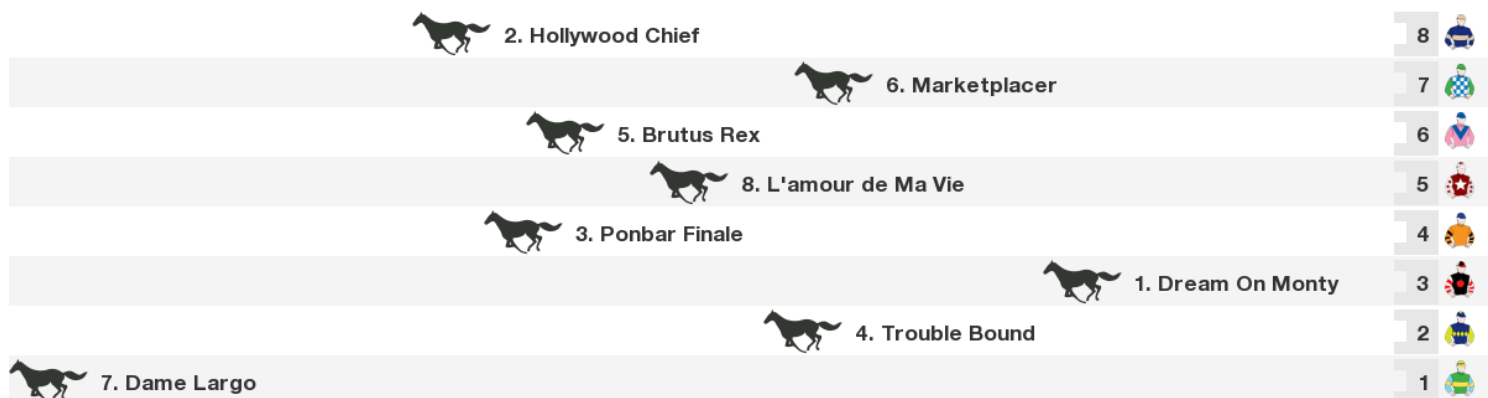 2. Hollywood Chief 8
6. Marketplacer 7
5. Brutus Rex 6
8. L'amour de Ma Vie 5
3. Ponbar Finale 4
1. Dream On Monty 3
4. Trouble Bound 2
7. Dame Largo 1